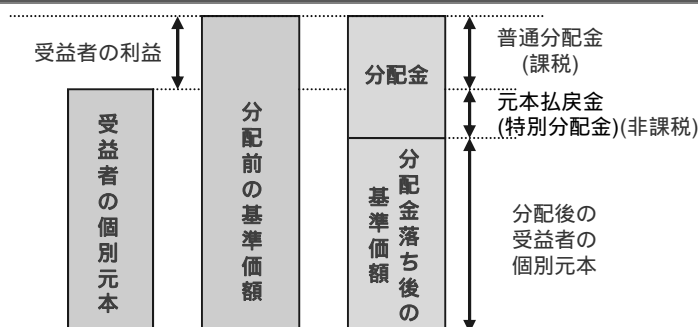 受益者の利益
受益者の個別元本
分配前の基準価額
分配金
分配金落ち後の
基準価額
普通分配金
(課税)
元本払戻金
(特別分配金)(非課税)
分配後の
受益者の
個別元本